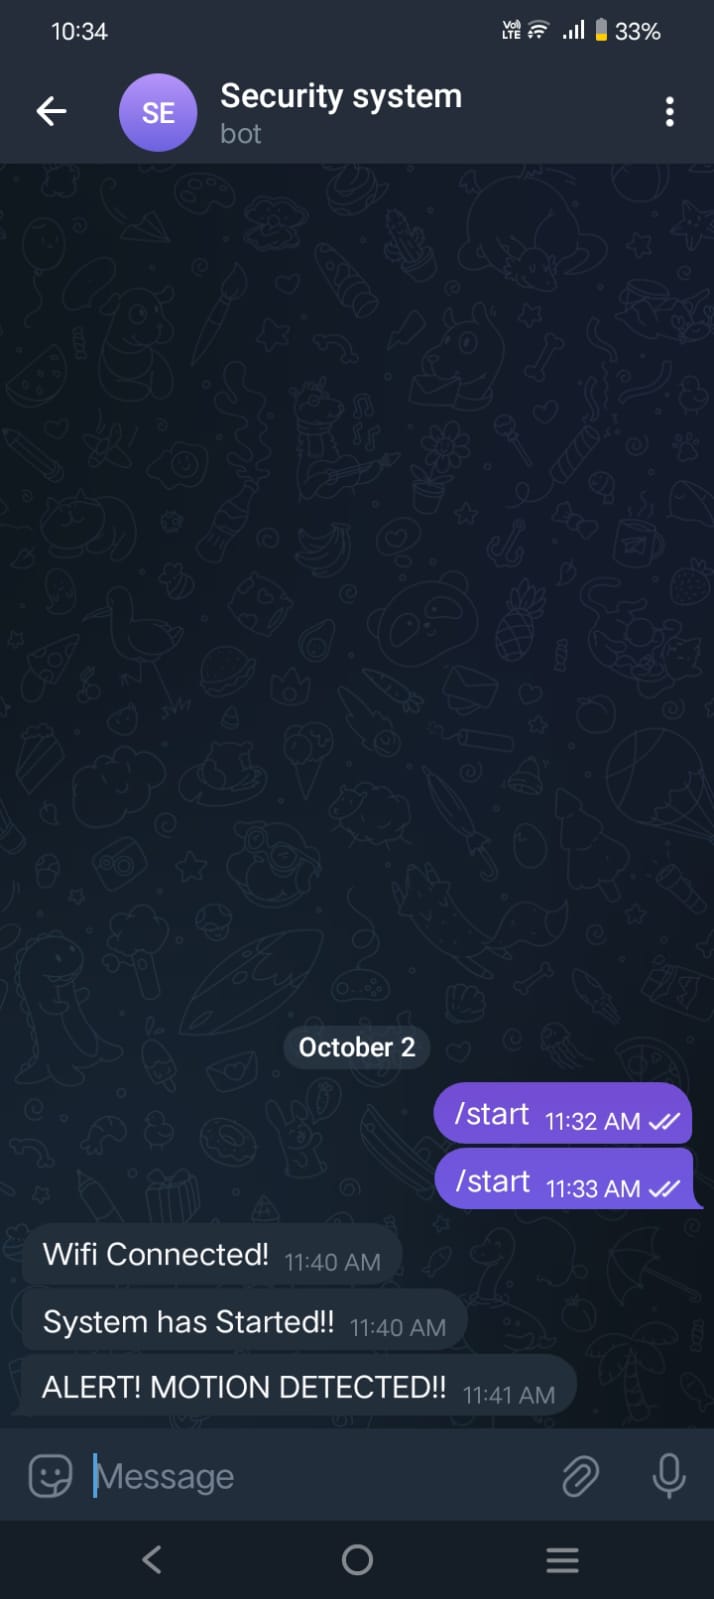 10:34 Vo) LTE 33%
SE Security system
bot
October 2
/start 11:32 AM
/start 11:33 AM
Wifi Connected! 11:40 AM
System has Started!! 11:40 AM
ALERT! MOTION DETECTED!! 11:41 AM
Message